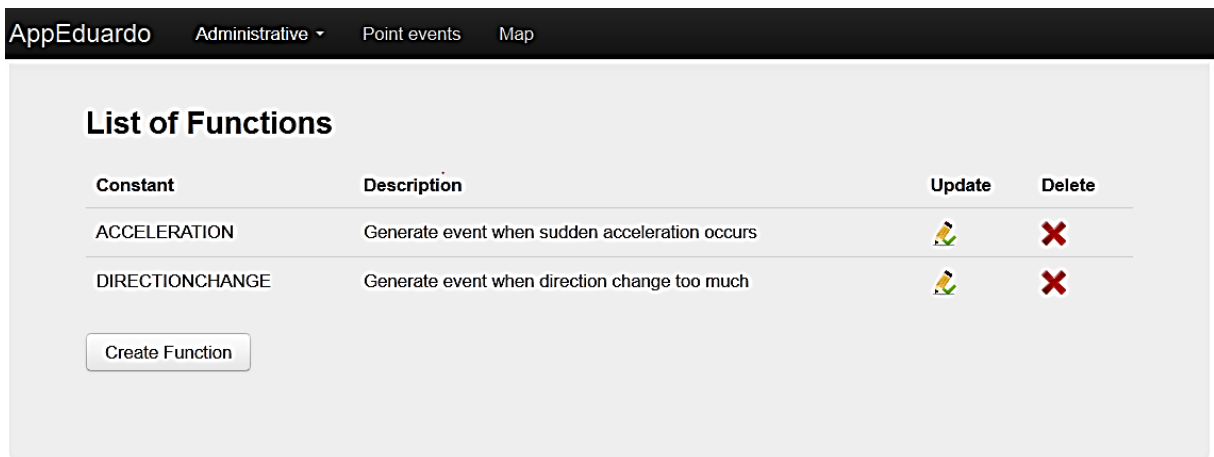 AppEduardo Administrative Point events Map
List of Functions
Constant Description Update Delete
ACCELERATION Generate event when sudden acceleration occurs
DIRECTIONCHANGE Generate event when direction change too much
Create Function